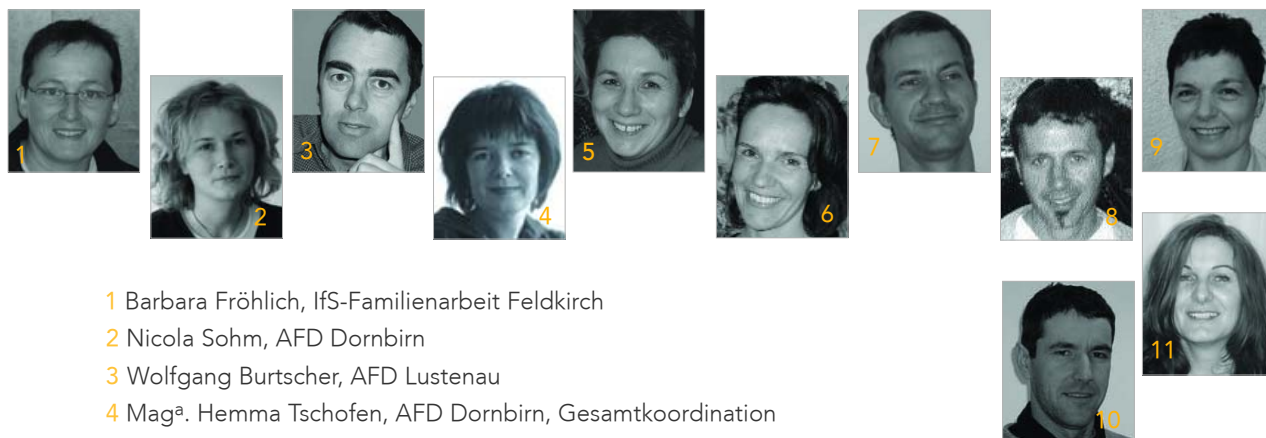 1
2
3
4
5
6
7
8
9
10
11
1 Barbara Fröhlich, IfS-Familienarbeit Feldkirch
2 Nicola Sohm, AFD Dornbirn
3 Wolfgang Burtscher, AFD Lustenau
4 Magª. Hemma Tschofen, AFD Dornbirn, Gesamtkoordination